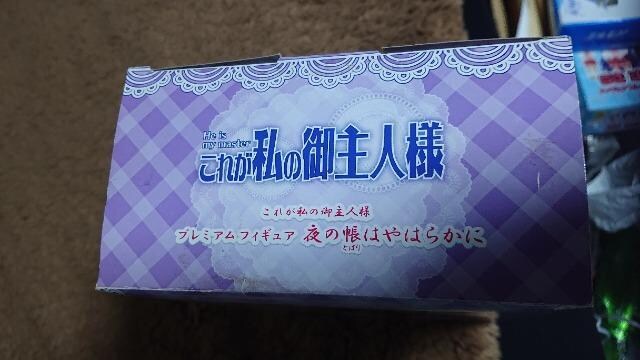 He is
my master
これが私の御主人様
これが私の御主人様
プレミアムフィギュア 夜の帳はやはらかに
とばり